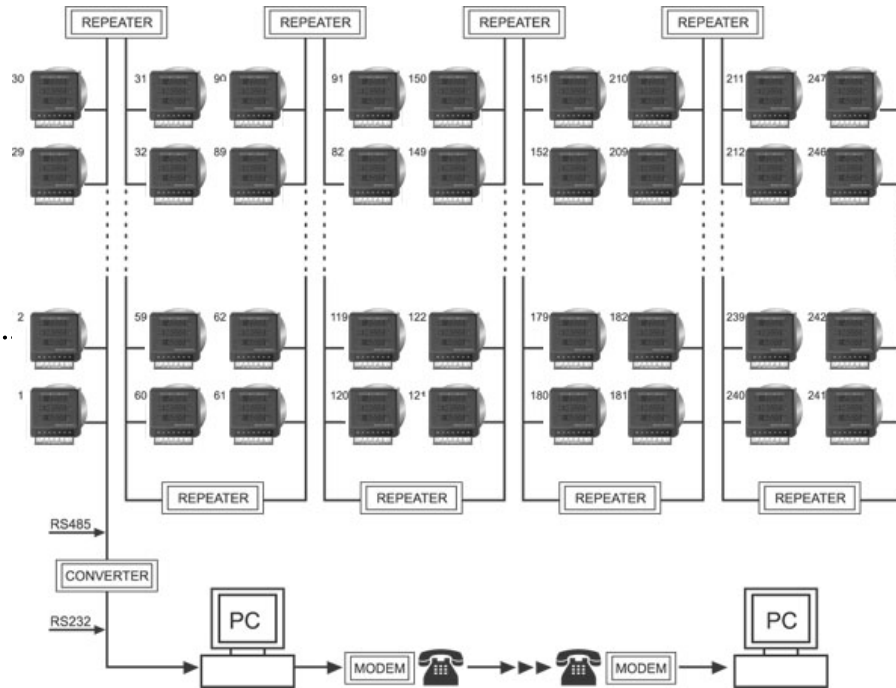 REPEATER REPEATER REPEATER REPEATER
30 31 90 91 150 151 210 211 247
29 32 89 82 149 152 209 212 246
2 59 62 119 122 179 182 239 242
1 60 61 120 121 180 181 240 241
REPEATER REPEATER REPEATER REPEATER
RS485
CONVERTER
RS232
PC PC
MODEM MODEM